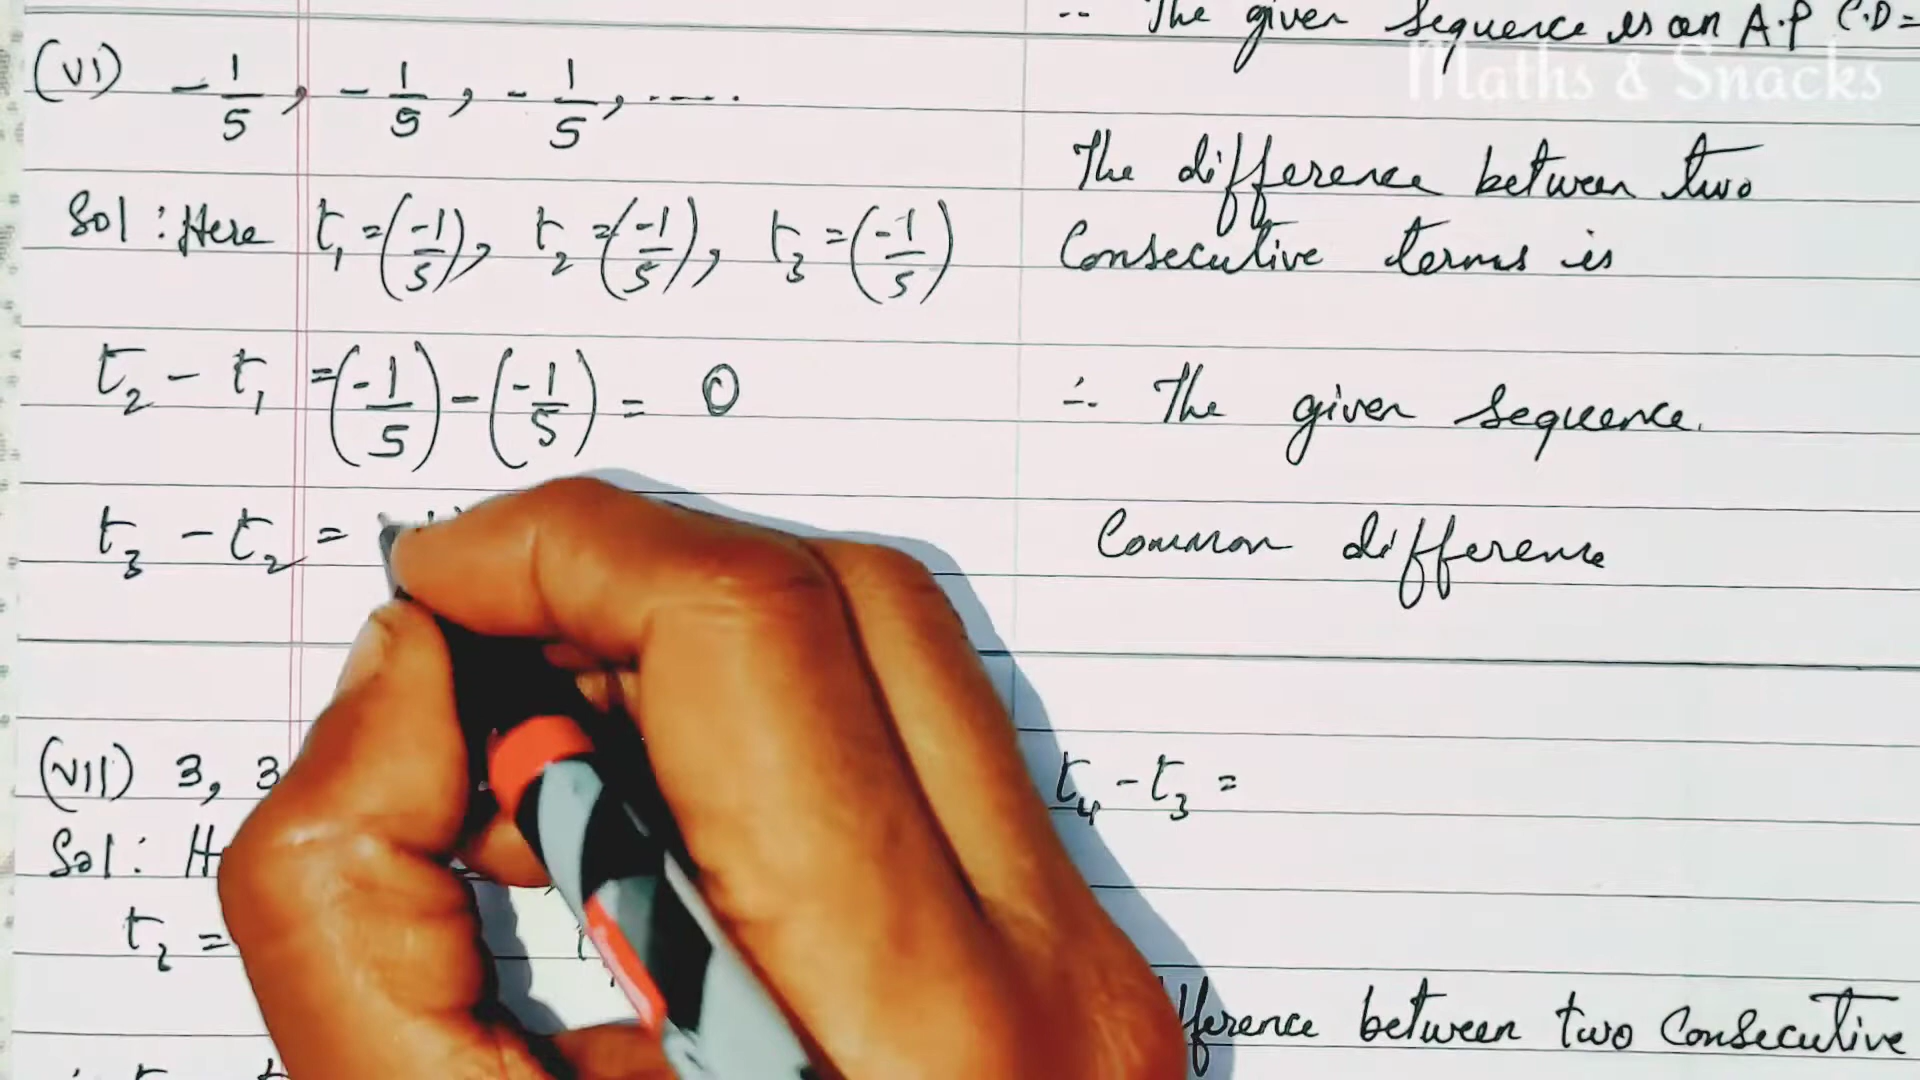 ∴ The given sequence is an A.P C.D =
Maths & Snacks
(VI) -1/5, -1/5, -1/5, .....
Sol : Here t₁ = (-1/5), t₂ = (-1/5), t₃ = (-1/5)
t₂ - t₁ = (-1/5) - (-1/5) = 0
t₃ - t₂ =
The difference between two
Consecutive terms is
∴ The given sequence.
Common difference
(VII) 3, 3
Sol : H
t₂ =
t₄ - t₃ =
fference between two Consecutive